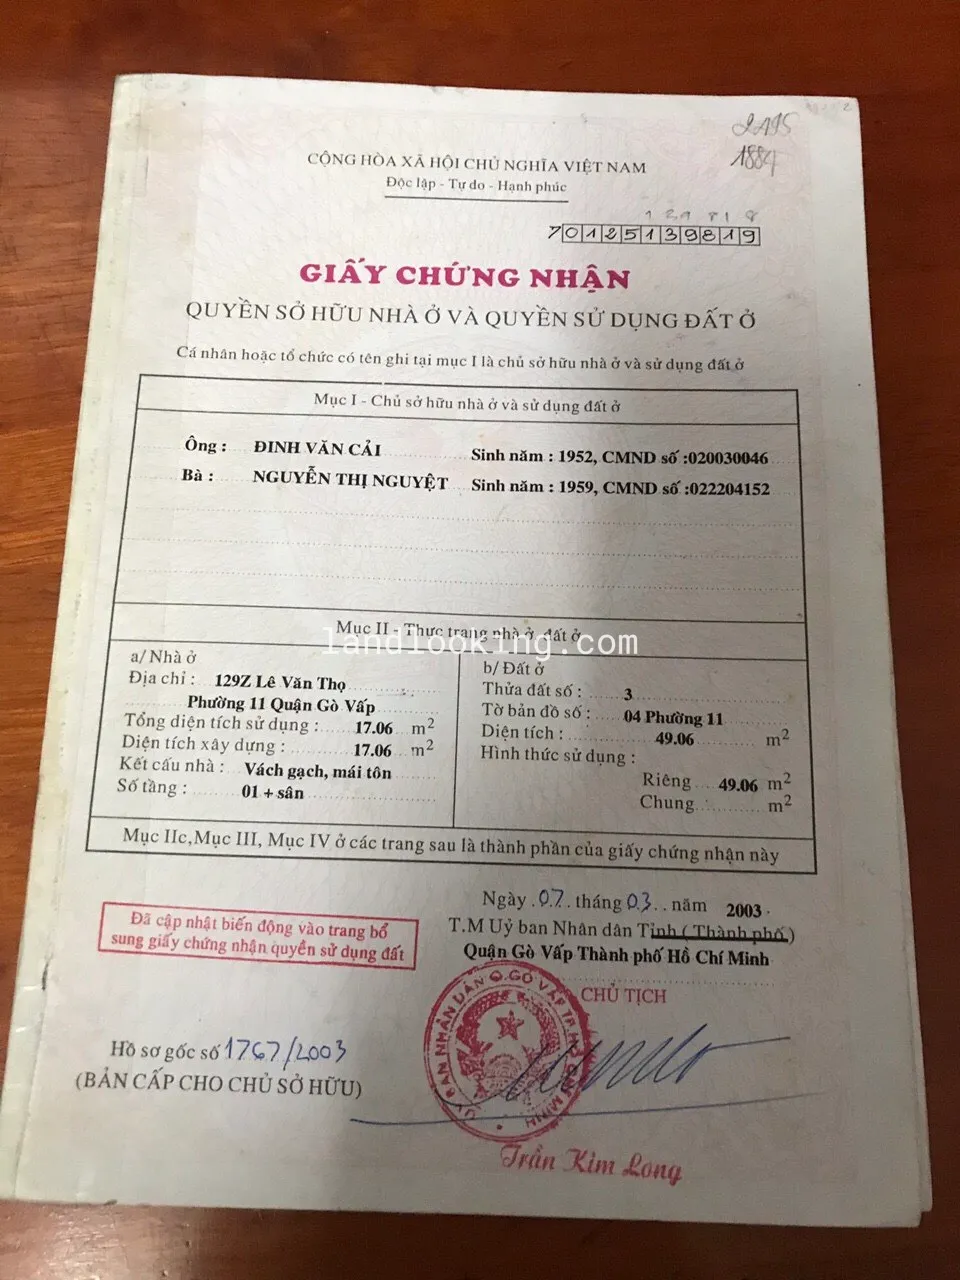 1884
CỘNG HÒA XÃ HỘI CHỦ NGHĨA VIỆT NAM
Độc lập - Tự do - Hạnh phúc
70125139819
GIẤY CHỨNG NHẬN
QUYỀN SỞ HỮU NHÀ Ở VÀ QUYỀN SỬ DỤNG ĐẤT Ở
Cá nhân hoặc tổ chức có tên ghi tại mục I là chủ sở hữu nhà ở và sử dụng đất ở
Mục I - Chủ sở hữu nhà ở và sử dụng đất ở
Ông : ĐINH VĂN CẢI Sinh năm : 1952, CMND số :020030046
Bà : NGUYỄN THỊ NGUYỆT Sinh năm : 1959, CMND số :022204152
Mục II - Thực trạng nhà ở, đất ở
landlooking.com
a/ Nhà ở
Địa chỉ : 129Z Lê Văn Thọ
Phường 11 Quận Gò Vấp
Tổng diện tích sử dụng : 17.06 m2
Diện tích xây dựng : 17.06 m2
Kết cấu nhà : Vách gạch, mái tôn
Số tầng : 01 + sân
b/ Đất ở
Thửa đất số : 3
Tờ bản đồ số : 04 Phường 11
Diện tích : 49.06 m2
Hình thức sử dụng :
Riêng 49.06 m2
Chung m2
Mục IIc,Mục III, Mục IV ở các trang sau là thành phần của giấy chứng nhận này
Ngày 07 tháng 03 năm 2003
T.M Uỷ ban Nhân dân Tỉnh ( Thành phố )
Quận Gò Vấp Thành phố Hồ Chí Minh
CHỦ TỊCH
Đã cập nhật biến động vào trang bổ
sung giấy chứng nhận quyền sử dụng đất
ỦY BAN NHÂN DÂN Q.GÒ VẤP TP.HỒ CHÍ MINH
Hồ sơ gốc số 1767/2003
(BẢN CẤP CHO CHỦ SỞ HỮU)
Trần Kim Long